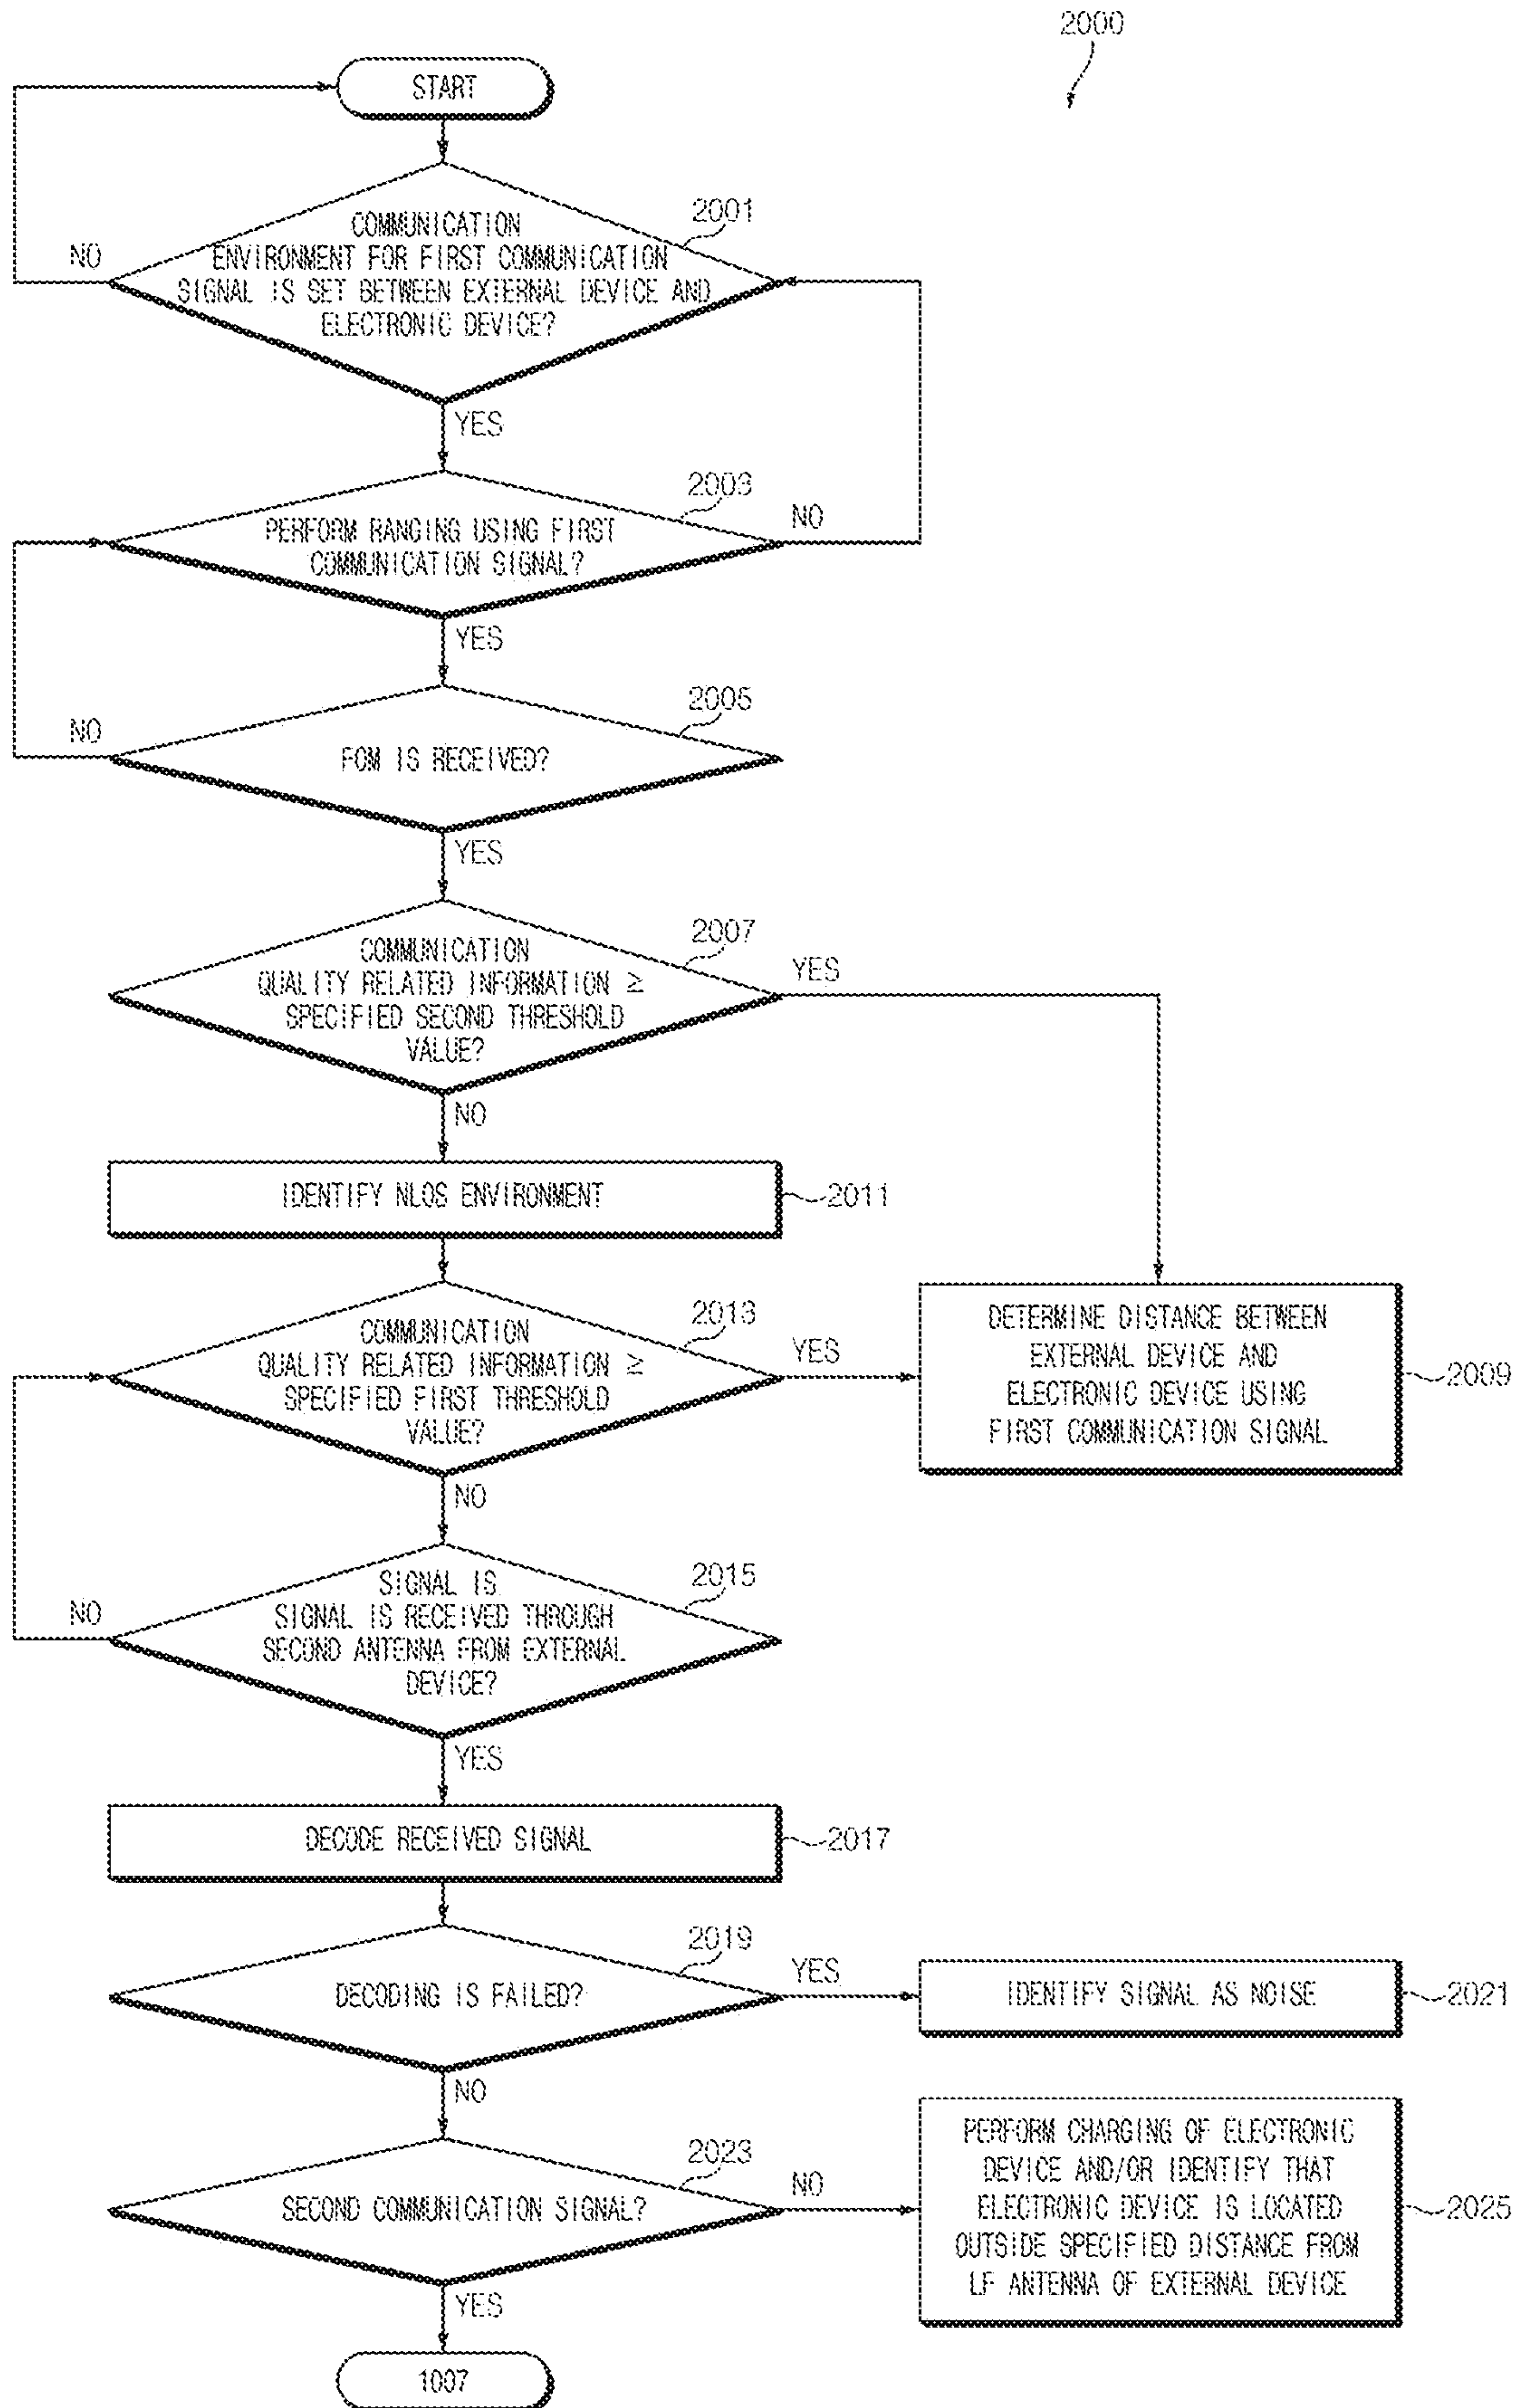 2000
START
2001
COMMUNICATION
ENVIRONMENT FOR FIRST COMMUNICATION
SIGNAL IS SET BETWEEN EXTERNAL DEVICE AND
ELECTRONIC DEVICE?
NO
YES
2003
PERFORM RANGING USING FIRST
COMMUNICATION SIGNAL?
NO
YES
2005
FOM IS RECEIVED?
NO
YES
2007
COMMUNICATION
QUALITY RELATED INFORMATION ≥
SPECIFIED SECOND THRESHOLD
VALUE?
YES
NO
IDENTIFY NLOS ENVIRONMENT
2011
2013
COMMUNICATION
QUALITY RELATED INFORMATION ≥
SPECIFIED FIRST THRESHOLD
VALUE?
YES
DETERMINE DISTANCE BETWEEN
EXTERNAL DEVICE AND
ELECTRONIC DEVICE USING
FIRST COMMUNICATION SIGNAL
2009
NO
2015
SIGNAL IS
SIGNAL IS RECEIVED THROUGH
SECOND ANTENNA FROM EXTERNAL
DEVICE?
NO
YES
DECODE RECEIVED SIGNAL
2017
2019
DECODING IS FAILED?
YES
IDENTIFY SIGNAL AS NOISE
2021
NO
2023
SECOND COMMUNICATION SIGNAL?
NO
PERFORM CHARGING OF ELECTRONIC
DEVICE AND/OR IDENTIFY THAT
ELECTRONIC DEVICE IS LOCATED
OUTSIDE SPECIFIED DISTANCE FROM
LF ANTENNA OF EXTERNAL DEVICE
2025
YES
1007